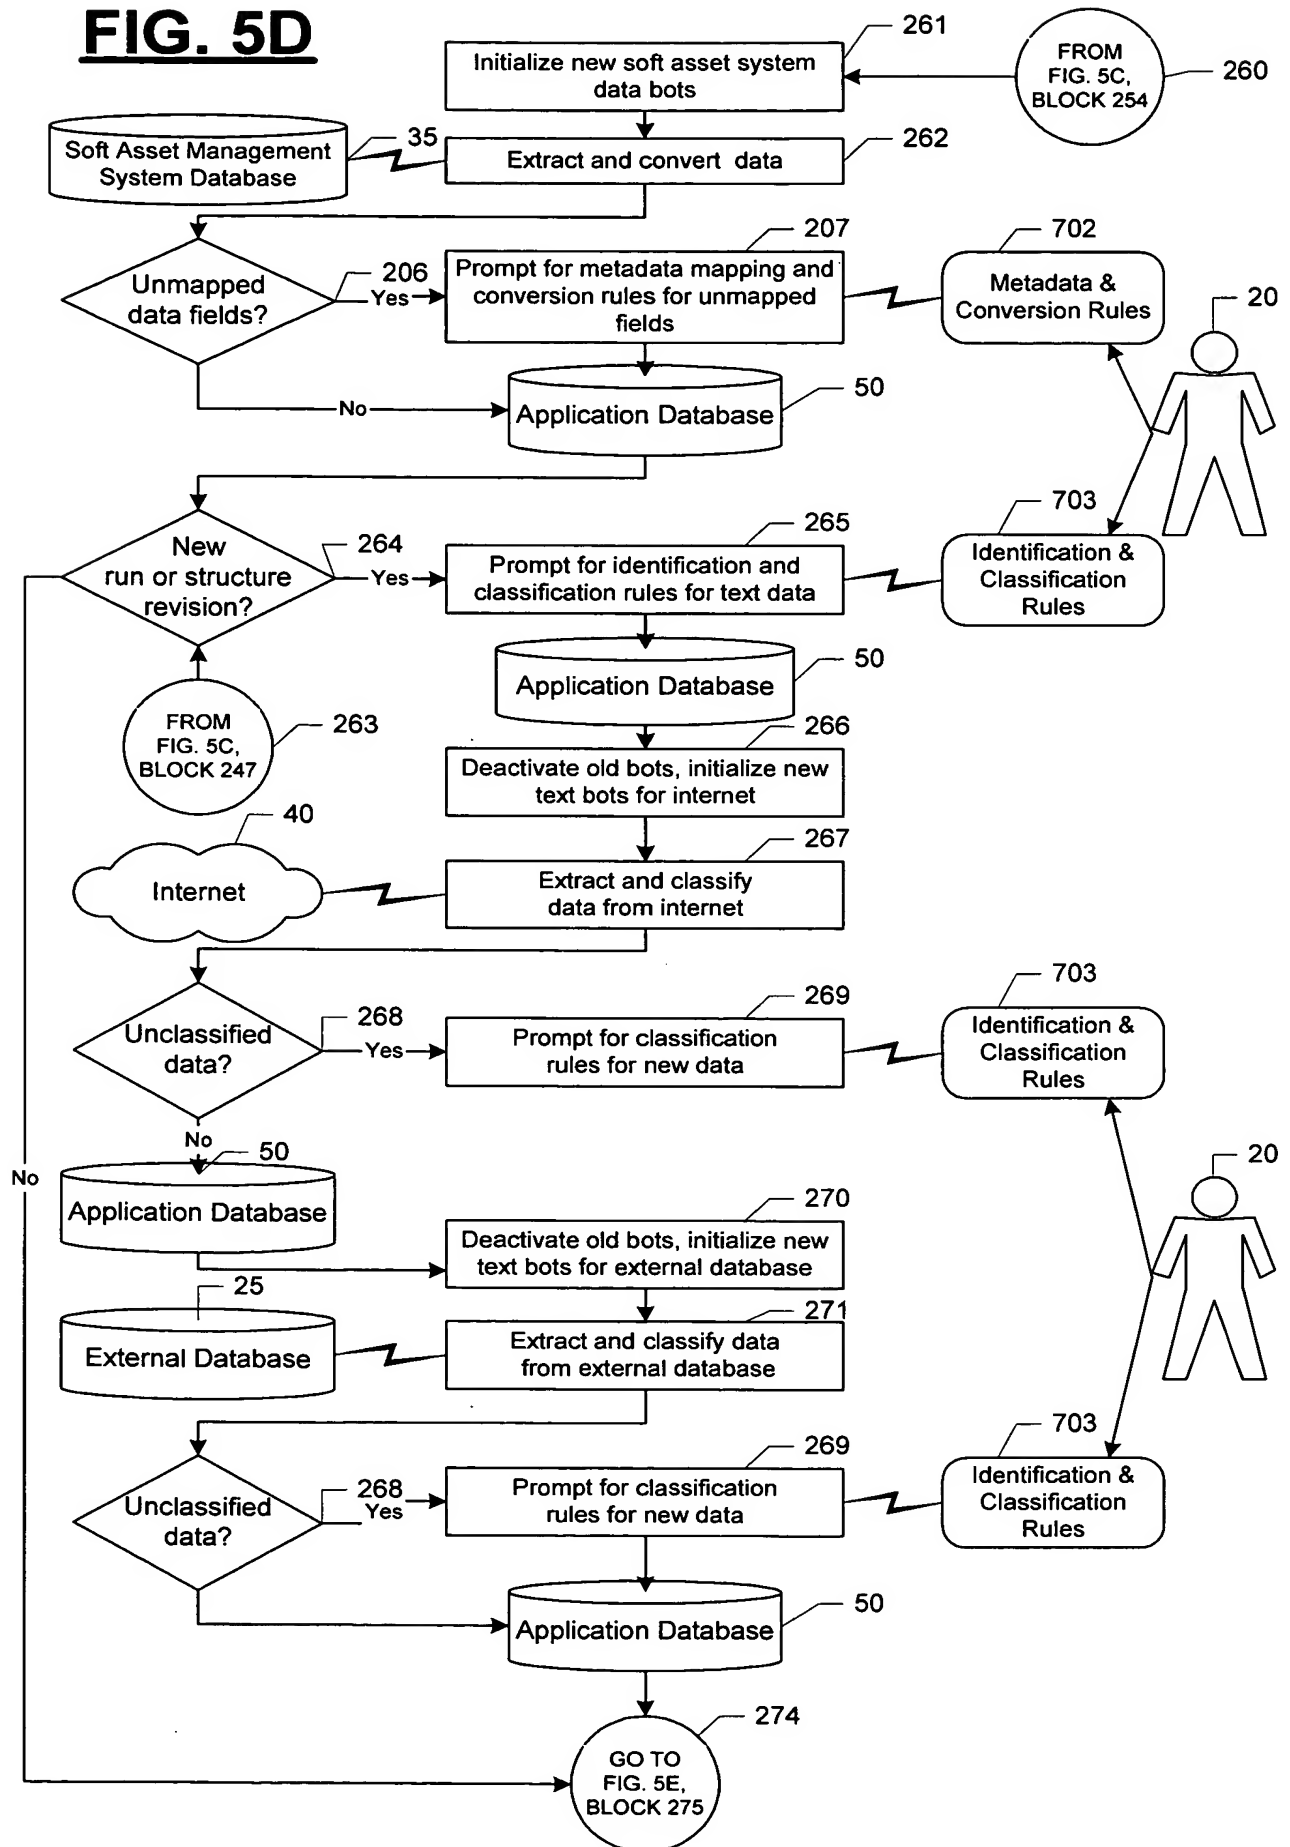 FIG. 5D
261
Initialize new soft asset system
data bots
FROM
FIG. 5C,
BLOCK 254
260
Soft Asset Management
System Database
35
Extract and convert data
262
Unmapped
data fields?
206
Yes
207
Prompt for metadata mapping and
conversion rules for unmapped
fields
702
Metadata &
Conversion Rules
20
No
Application Database
50
New
run or structure
revision?
264
Yes
265
Prompt for identification and
classification rules for text data
703
Identification &
Classification
Rules
FROM
FIG. 5C,
BLOCK 247
263
Application Database
50
266
Deactivate old bots, initialize new
text bots for internet
40
Internet
267
Extract and classify
data from internet
Unclassified
data?
268
Yes
269
Prompt for classification
rules for new data
703
Identification &
Classification
Rules
No
No
50
Application Database
20
270
Deactivate old bots, initialize new
text bots for external database
25
External Database
271
Extract and classify data
from external database
Unclassified
data?
268
Yes
269
Prompt for classification
rules for new data
703
Identification &
Classification
Rules
Application Database
50
274
GO TO
FIG. 5E,
BLOCK 275